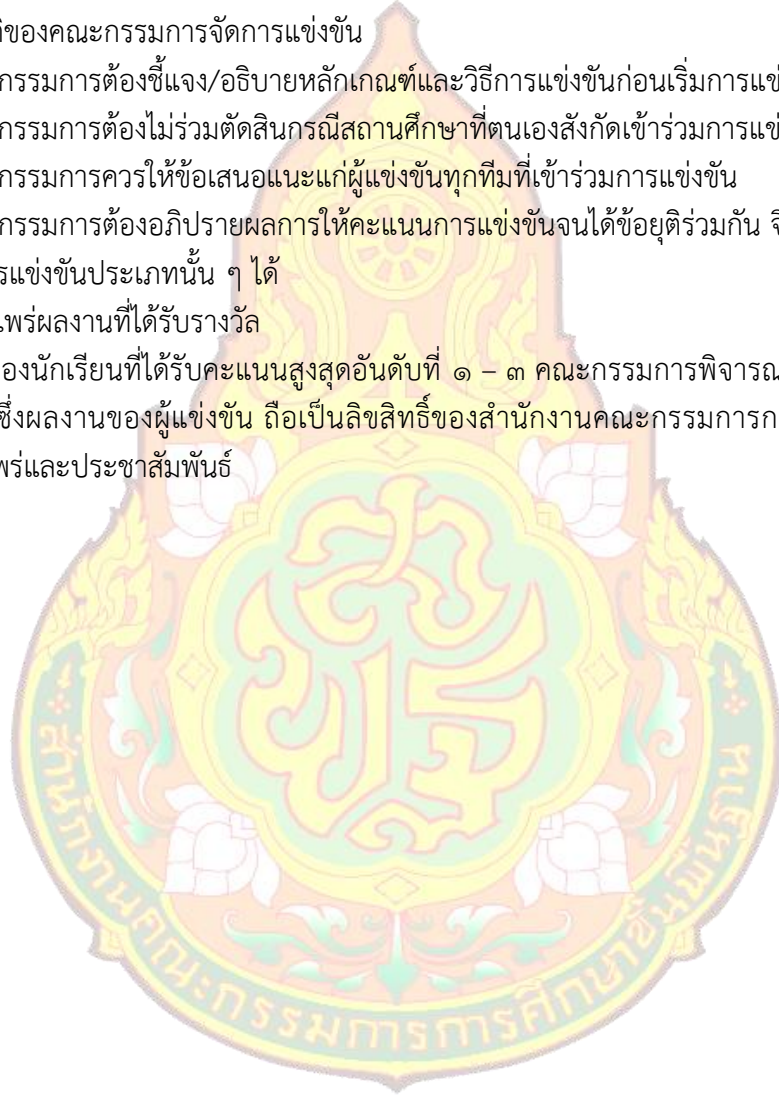 ของคณะกรรมการจัดการแข่งขัน
กรรมการต้องชี้แจง/อธิบายหลักเกณฑ์และวิธีการแข่งขันก่อนเริ่มการแข่
กรรมการต้องไม่ร่วมตัดสินกรณีสถานศึกษาที่ตนเองสังกัดเข้าร่วมการแข่
กรรมการควรให้ข้อเสนอแนะแก่ผู้แข่งขันทุกทีมที่เข้าร่วมการแข่งขัน
กรรมการต้องอภิปรายผลการให้คะแนนการแข่งขันจนได้ข้อยุติร่วมกัน จึ
รแข่งขันประเภทนั้น ๆ ได้
แพร่ผลงานที่ได้รับรางวัล
องนักเรียนที่ได้รับคะแนนสูงสุดอันดับที่ ๑ – ๓ คณะกรรมการพิจารณ
ซึ่งผลงานของผู้แข่งขัน ถือเป็นลิขสิทธิ์ของสำนักงานคณะกรรมการก
พร่และประชาสัมพันธ์
สพฐ
สำนักงานคณะกรรมการการศึกษาขั้นพื้นฐาน